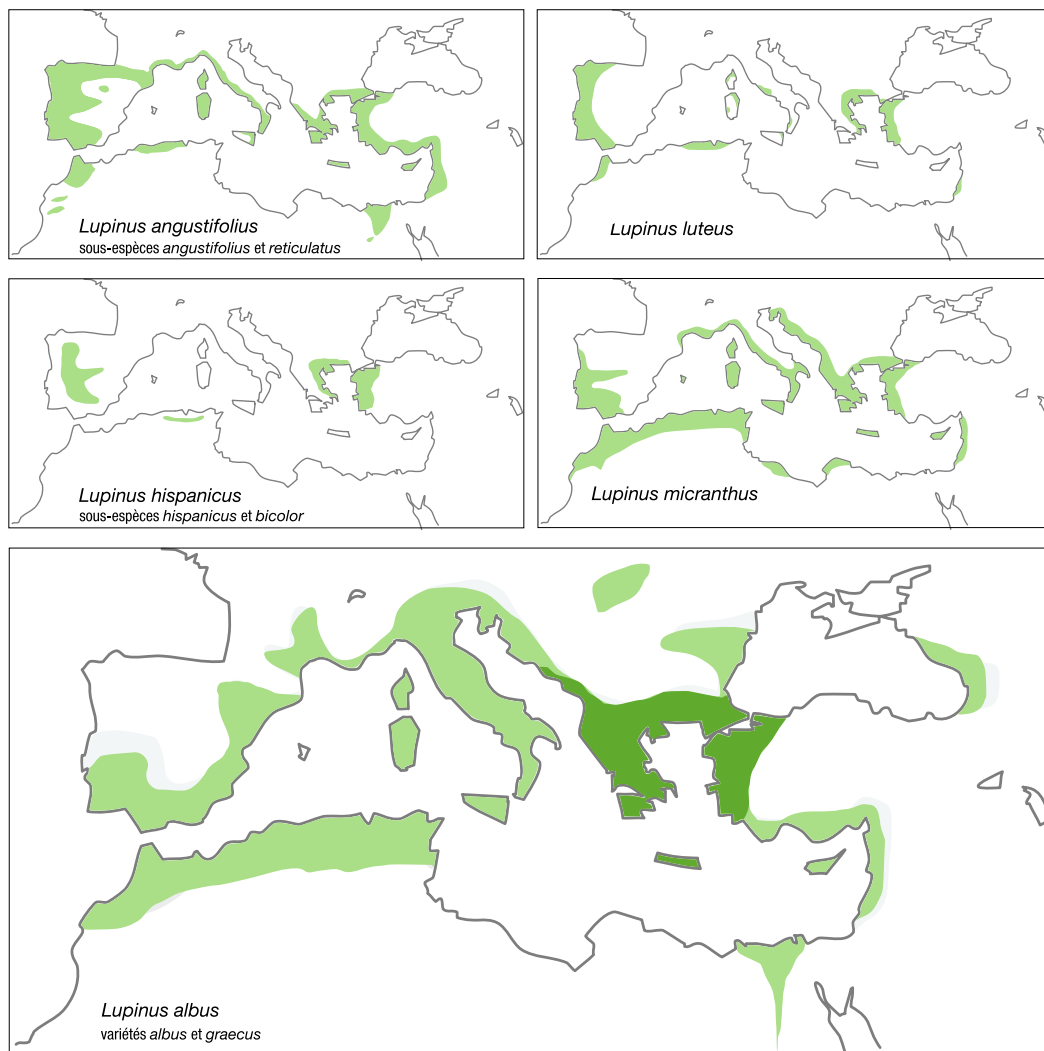 Lupinus angustifolius
sous-espèces angustifolius et reticulatus
Lupinus luteus
Lupinus hispanicus
sous-espèces hispanicus et bicolor
Lupinus micranthus
Lupinus albus
variétés albus et graecus